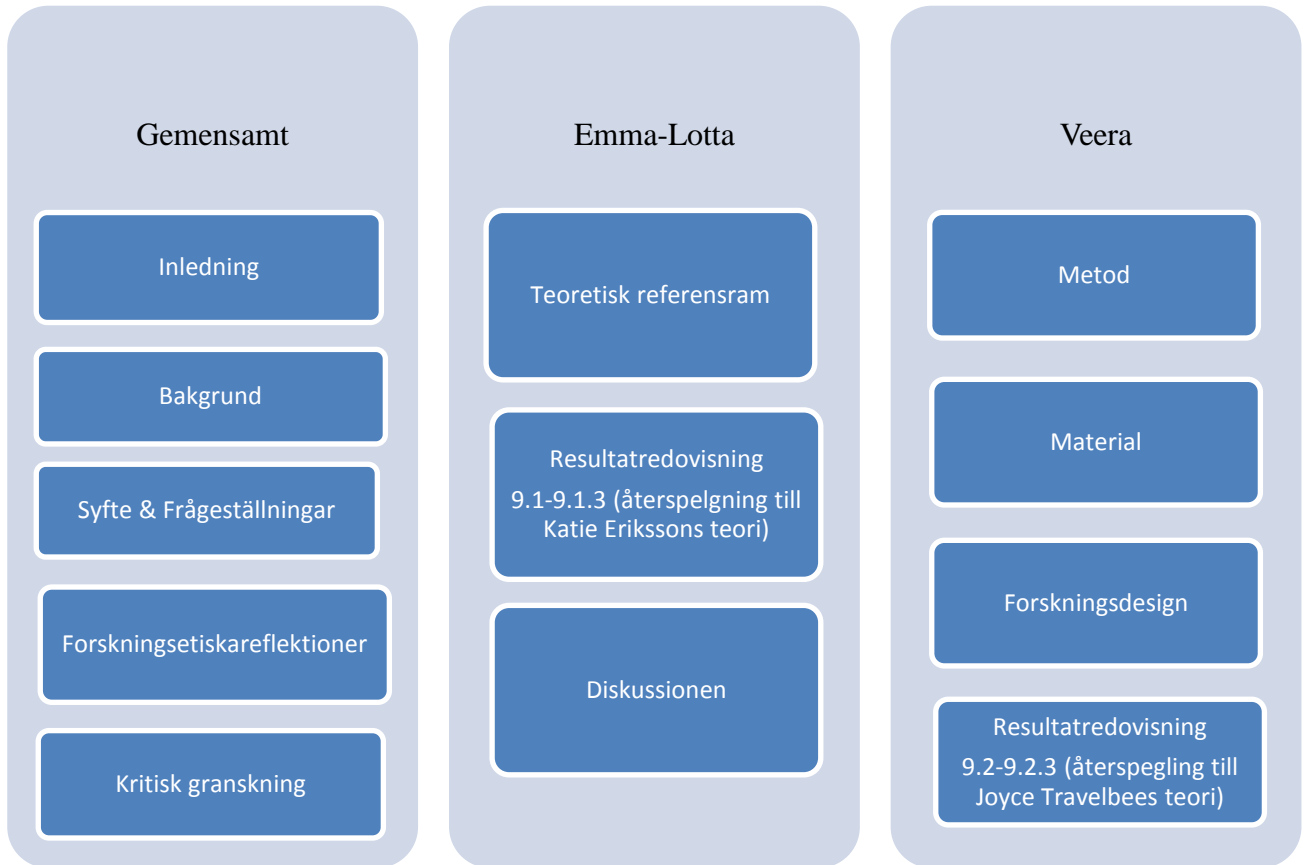 Gemensamt
Inledning
Bakgrund
Syfte & Frågeställningar
Forskningsetiskareflektioner
Kritisk granskning
Emma-Lotta
Teoretisk referensram
Resultatredovisning
9.1-9.1.3 (återspelgning till
Katie Erikssons teori)
Diskussionen
Veera
Metod
Material
Forskningsdesign
Resultatredovisning
9.2-9.2.3 (återspegling till
Joyce Travelbees teori)